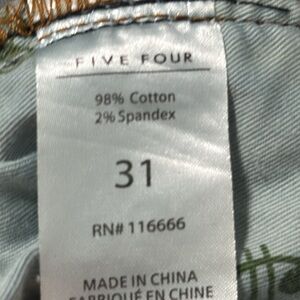 FIVE FOUR
98% Cotton
2% Spandex
31
RN# 116666
MADE IN CHINA
FABRIQUÉ EN CHINE